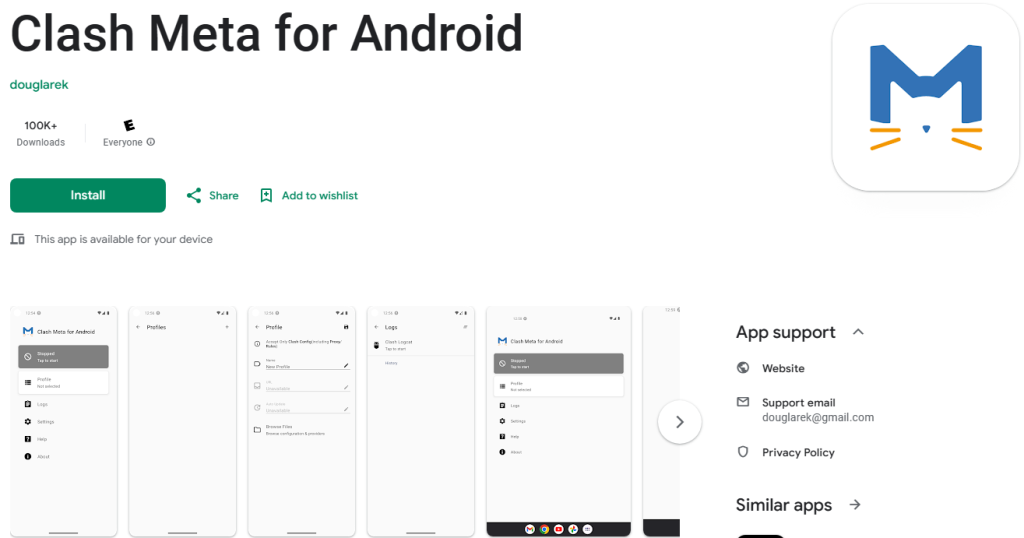 Clash Meta for Android
douglarek
100K+
Downloads
Everyone
Install
Share
Add to wishlist
This app is available for your device
Clash Meta for Android
Stopped
Tap to start
Profile
Not selected
Logs
Settings
Help
About
Profiles
Profile
Accept Only Clash Config(including Proxy/
Rules)
Name
New Profile
URL
Unavailable
Unavailable
Browse Files
Browse configuration & providers
Logs
Clash Logcat
Tap to start
History
Clash Meta for Android
Stopped
Tap to start
Profile
Not selected
Logs
Settings
Help
About
App support
Website
Support email
douglarek@gmail.com
Privacy Policy
Similar apps